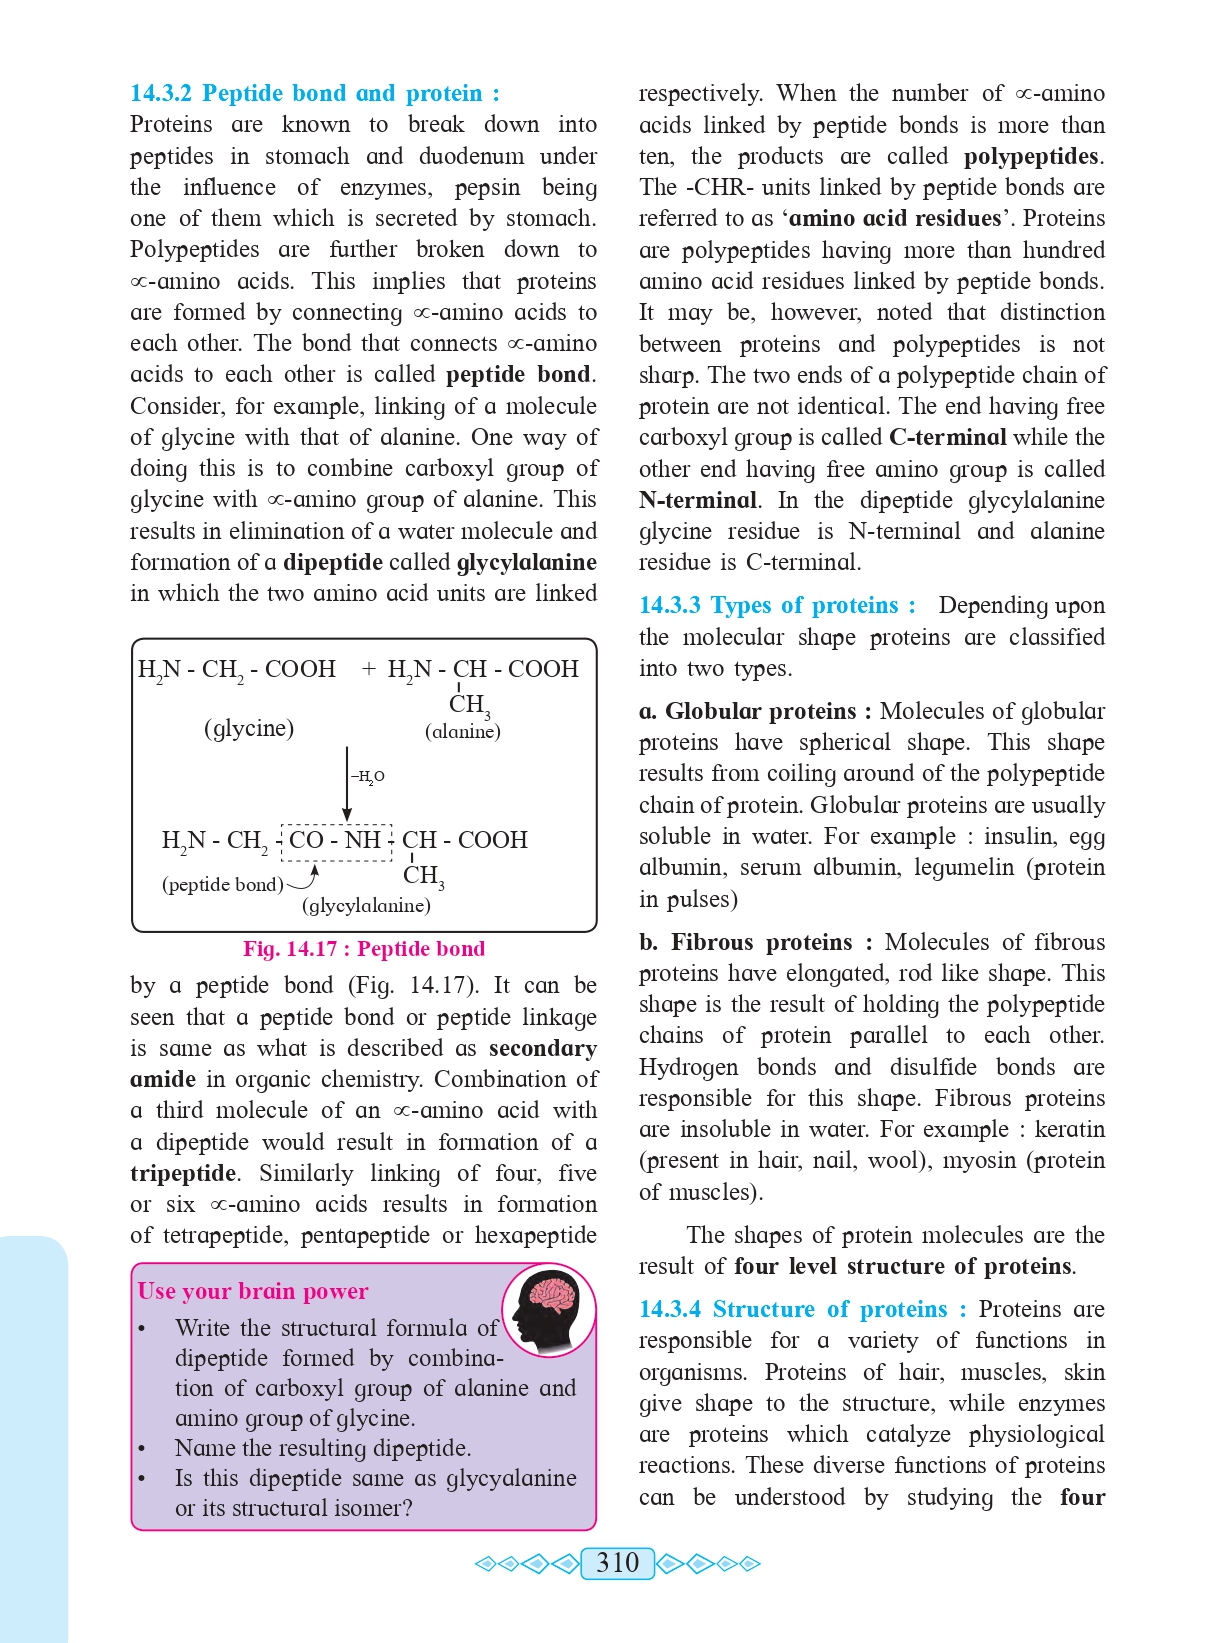 14.3.2 Peptide bond and protein :
Proteins are known to break down into
peptides in stomach and duodenum under
the influence of enzymes, pepsin being
one of them which is secreted by stomach.
Polypeptides are further broken down to
∝-amino acids. This implies that proteins
are formed by connecting ∝-amino acids to
each other. The bond that connects ∝-amino
acids to each other is called peptide bond.
Consider, for example, linking of a molecule
of glycine with that of alanine. One way of
doing this is to combine carboxyl group of
glycine with ∝-amino group of alanine. This
results in elimination of a water molecule and
formation of a dipeptide called glycylalanine
in which the two amino acid units are linked
H₂N - CH₂ - COOH + H₂N - CH - COOH
CH₃
(glycine) (alanine)
–H₂O
H₂N - CH₂ - CO - NH - CH - COOH
CH₃
(peptide bond)
(glycylalanine)
Fig. 14.17 : Peptide bond
by a peptide bond (Fig. 14.17). It can be
seen that a peptide bond or peptide linkage
is same as what is described as secondary
amide in organic chemistry. Combination of
a third molecule of an ∝-amino acid with
a dipeptide would result in formation of a
tripeptide. Similarly linking of four, five
or six ∝-amino acids results in formation
of tetrapeptide, pentapeptide or hexapeptide
Use your brain power
• Write the structural formula of
dipeptide formed by combina-
tion of carboxyl group of alanine and
amino group of glycine.
• Name the resulting dipeptide.
• Is this dipeptide same as glycyalanine
or its structural isomer?
respectively. When the number of ∝-amino
acids linked by peptide bonds is more than
ten, the products are called polypeptides.
The -CHR- units linked by peptide bonds are
referred to as ‘amino acid residues’. Proteins
are polypeptides having more than hundred
amino acid residues linked by peptide bonds.
It may be, however, noted that distinction
between proteins and polypeptides is not
sharp. The two ends of a polypeptide chain of
protein are not identical. The end having free
carboxyl group is called C-terminal while the
other end having free amino group is called
N-terminal. In the dipeptide glycylalanine
glycine residue is N-terminal and alanine
residue is C-terminal.
14.3.3 Types of proteins : Depending upon
the molecular shape proteins are classified
into two types.
a. Globular proteins : Molecules of globular
proteins have spherical shape. This shape
results from coiling around of the polypeptide
chain of protein. Globular proteins are usually
soluble in water. For example : insulin, egg
albumin, serum albumin, legumelin (protein
in pulses)
b. Fibrous proteins : Molecules of fibrous
proteins have elongated, rod like shape. This
shape is the result of holding the polypeptide
chains of protein parallel to each other.
Hydrogen bonds and disulfide bonds are
responsible for this shape. Fibrous proteins
are insoluble in water. For example : keratin
(present in hair, nail, wool), myosin (protein
of muscles).
The shapes of protein molecules are the
result of four level structure of proteins.
14.3.4 Structure of proteins : Proteins are
responsible for a variety of functions in
organisms. Proteins of hair, muscles, skin
give shape to the structure, while enzymes
are proteins which catalyze physiological
reactions. These diverse functions of proteins
can be understood by studying the four
310